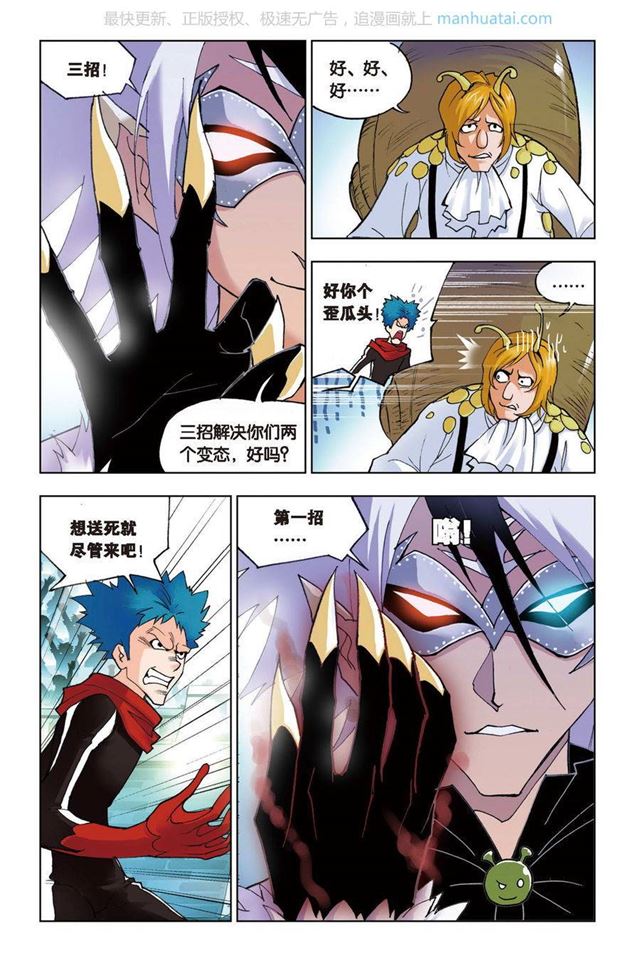 最快更新、正版授权、极速无广告，追漫画就上 manhuatai.com
三招！
三招解决你们两
个变态，好吗？
好、好、
好……
好你个
歪瓜头！
……
想送死就
尽管来吧！
第一招
……
嗡！